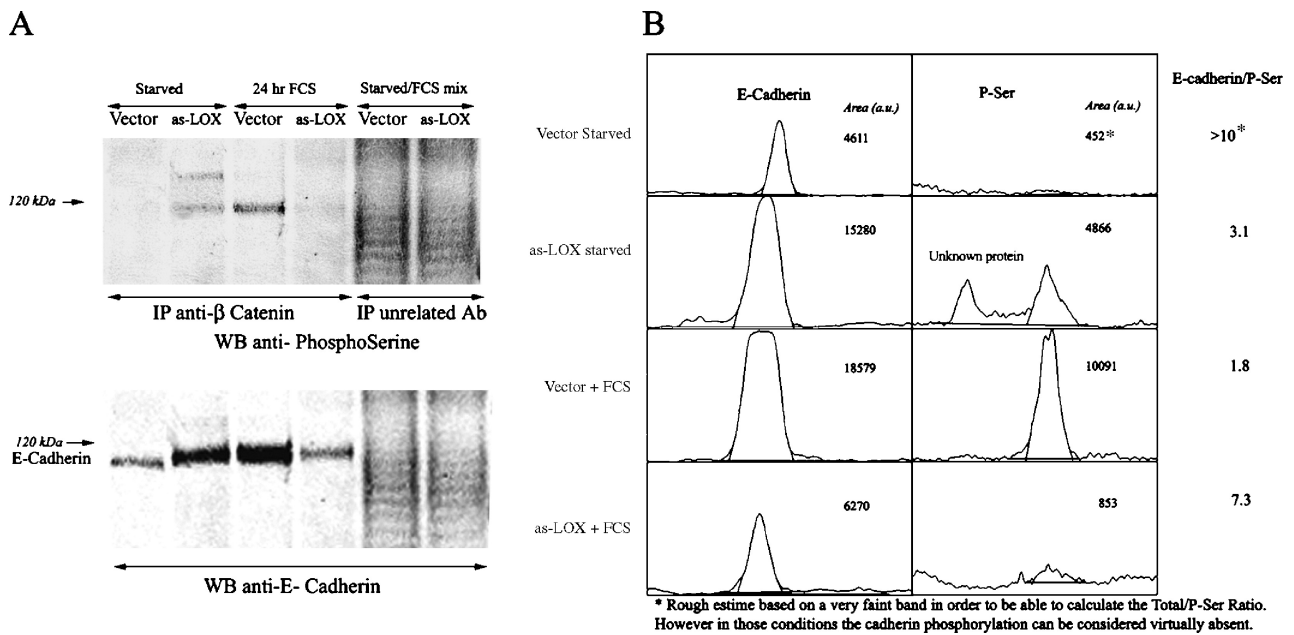 A
Starved 24 hr FCS Starved/FCS mix
Vector as-LOX Vector as-LOX Vector as-LOX
120 kDa
IP anti-β Catenin IP unrelated Ab
WB anti- PhosphoSerine
120 kDa
E-Cadherin
WB anti-E- Cadherin
B
E-Cadherin Area (a.u.) P-Ser Area (a.u.) E-cadherin/P-Ser
Vector Starved 4611 452* >10*
as-LOX starved 15280 4866 3.1
Unknown protein
Vector + FCS 18579 10091 1.8
as-LOX + FCS 6270 853 7.3
* Rough estime based on a very faint band in order to be able to calculate the Total/P-Ser Ratio.
However in those conditions the cadherin phosphorylation can be considered virtually absent.